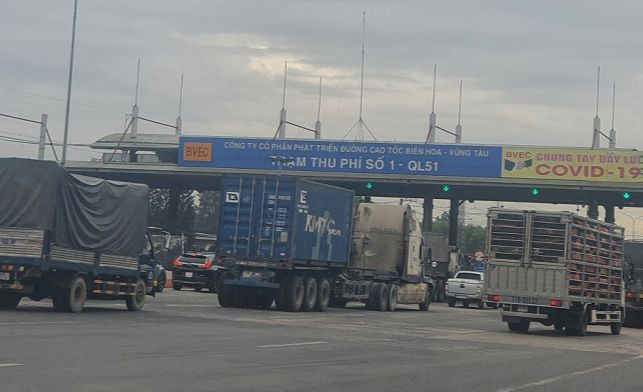 BVEC
CÔNG TY CỔ PHẦN PHÁT TRIỂN ĐƯỜNG CAO TỐC BIÊN HÒA - VŨNG TÀU
TRẠM THU PHÍ SỐ 1 - QL51
BVEC
CHUNG TAY ĐẨY LÙI
COVID-19